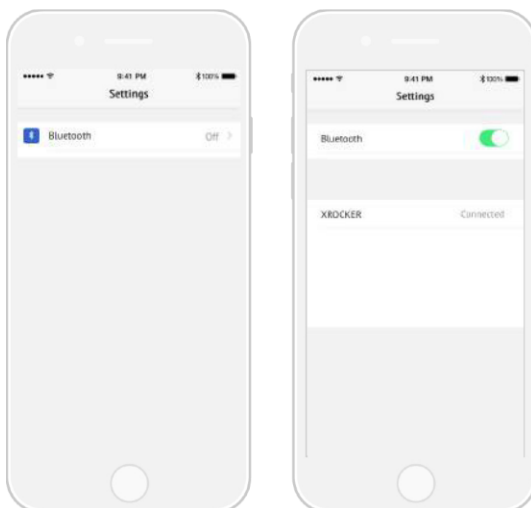 9:41 PM
100%
Settings
Bluetooth
Off
9:41 PM
100%
Settings
Bluetooth
XROCKER
Connected